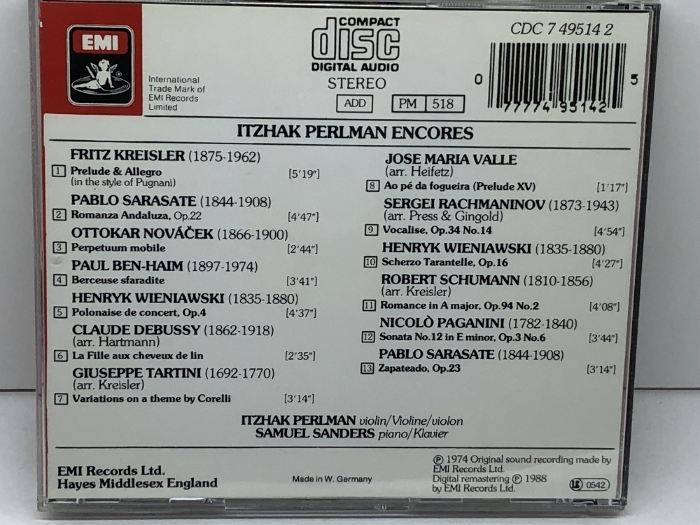 EMI
International
Trade Mark of
EMI Records
Limited
COMPACT
disc
DIGITAL AUDIO
STEREO
ADD
PM 518
CDC 7 49514 2
0 77774 95142 5
ITZHAK PERLMAN ENCORES
FRITZ KREISLER (1875-1962)
1 Prelude & Allegro [5'19"]
(in the style of Pugnani)
PABLO SARASATE (1844-1908)
2 Romanza Andaluza, Op.22 [4'47"]
OTTOKAR NOVÁČEK (1866-1900)
3 Perpetuum mobile [2'44"]
PAUL BEN-HAIM (1897-1974)
4 Berceuse sfaradite [3'41"]
HENRYK WIENIAWSKI (1835-1880)
5 Polonaise de concert, Op.4 [4'37"]
CLAUDE DEBUSSY (1862-1918)
(arr. Hartmann)
6 La Fille aux cheveux de lin [2'35"]
GIUSEPPE TARTINI (1692-1770)
(arr. Kreisler)
7 Variations on a theme by Corelli [3'14"]
JOSE MARIA VALLE
(arr. Heifetz)
8 Ao pé da fogueira (Prelude XV) [1'17"]
SERGEI RACHMANINOV (1873-1943)
(arr. Press & Gingold)
9 Vocalise, Op.34 No.14 [4'54"]
HENRYK WIENIAWSKI (1835-1880)
10 Scherzo Tarantelle, Op.16 [4'27"]
ROBERT SCHUMANN (1810-1856)
(arr. Kreisler)
11 Romance in A major, Op.94 No.2 [4'08"]
NICOLÒ PAGANINI (1782-1840)
12 Sonata No.12 in E minor, Op.3 No.6 [3'44"]
PABLO SARASATE (1844-1908)
13 Zapateado, Op.23 [3'14"]
ITZHAK PERLMAN violin/Violine/violon
SAMUEL SANDERS piano/Klavier
EMI Records Ltd.
Hayes Middlesex England
Made in W. Germany
℗ 1974 Original sound recording made by
EMI Records Ltd.
Digital remastering ℗ 1988
by EMI Records Ltd.
LC 0542